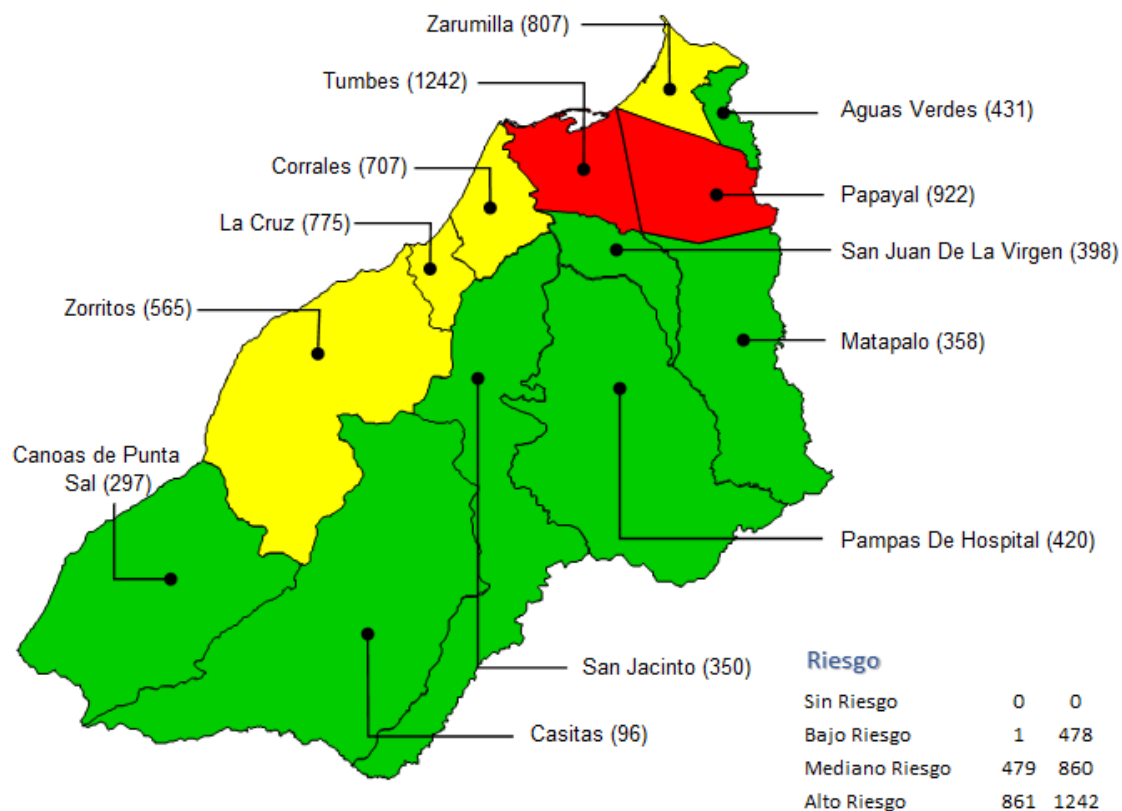 Zarumilla (807)
Tumbes (1242)
Aguas Verdes (431)
Corrales (707)
Papayal (922)
La Cruz (775)
San Juan De La Virgen (398)
Zorritos (565)
Matapalo (358)
Canoas de Punta
Sal (297)
Pampas De Hospital (420)
San Jacinto (350)
Casitas (96)
Riesgo
Sin Riesgo 0 0
Bajo Riesgo 1 478
Mediano Riesgo 479 860
Alto Riesgo 861 1242